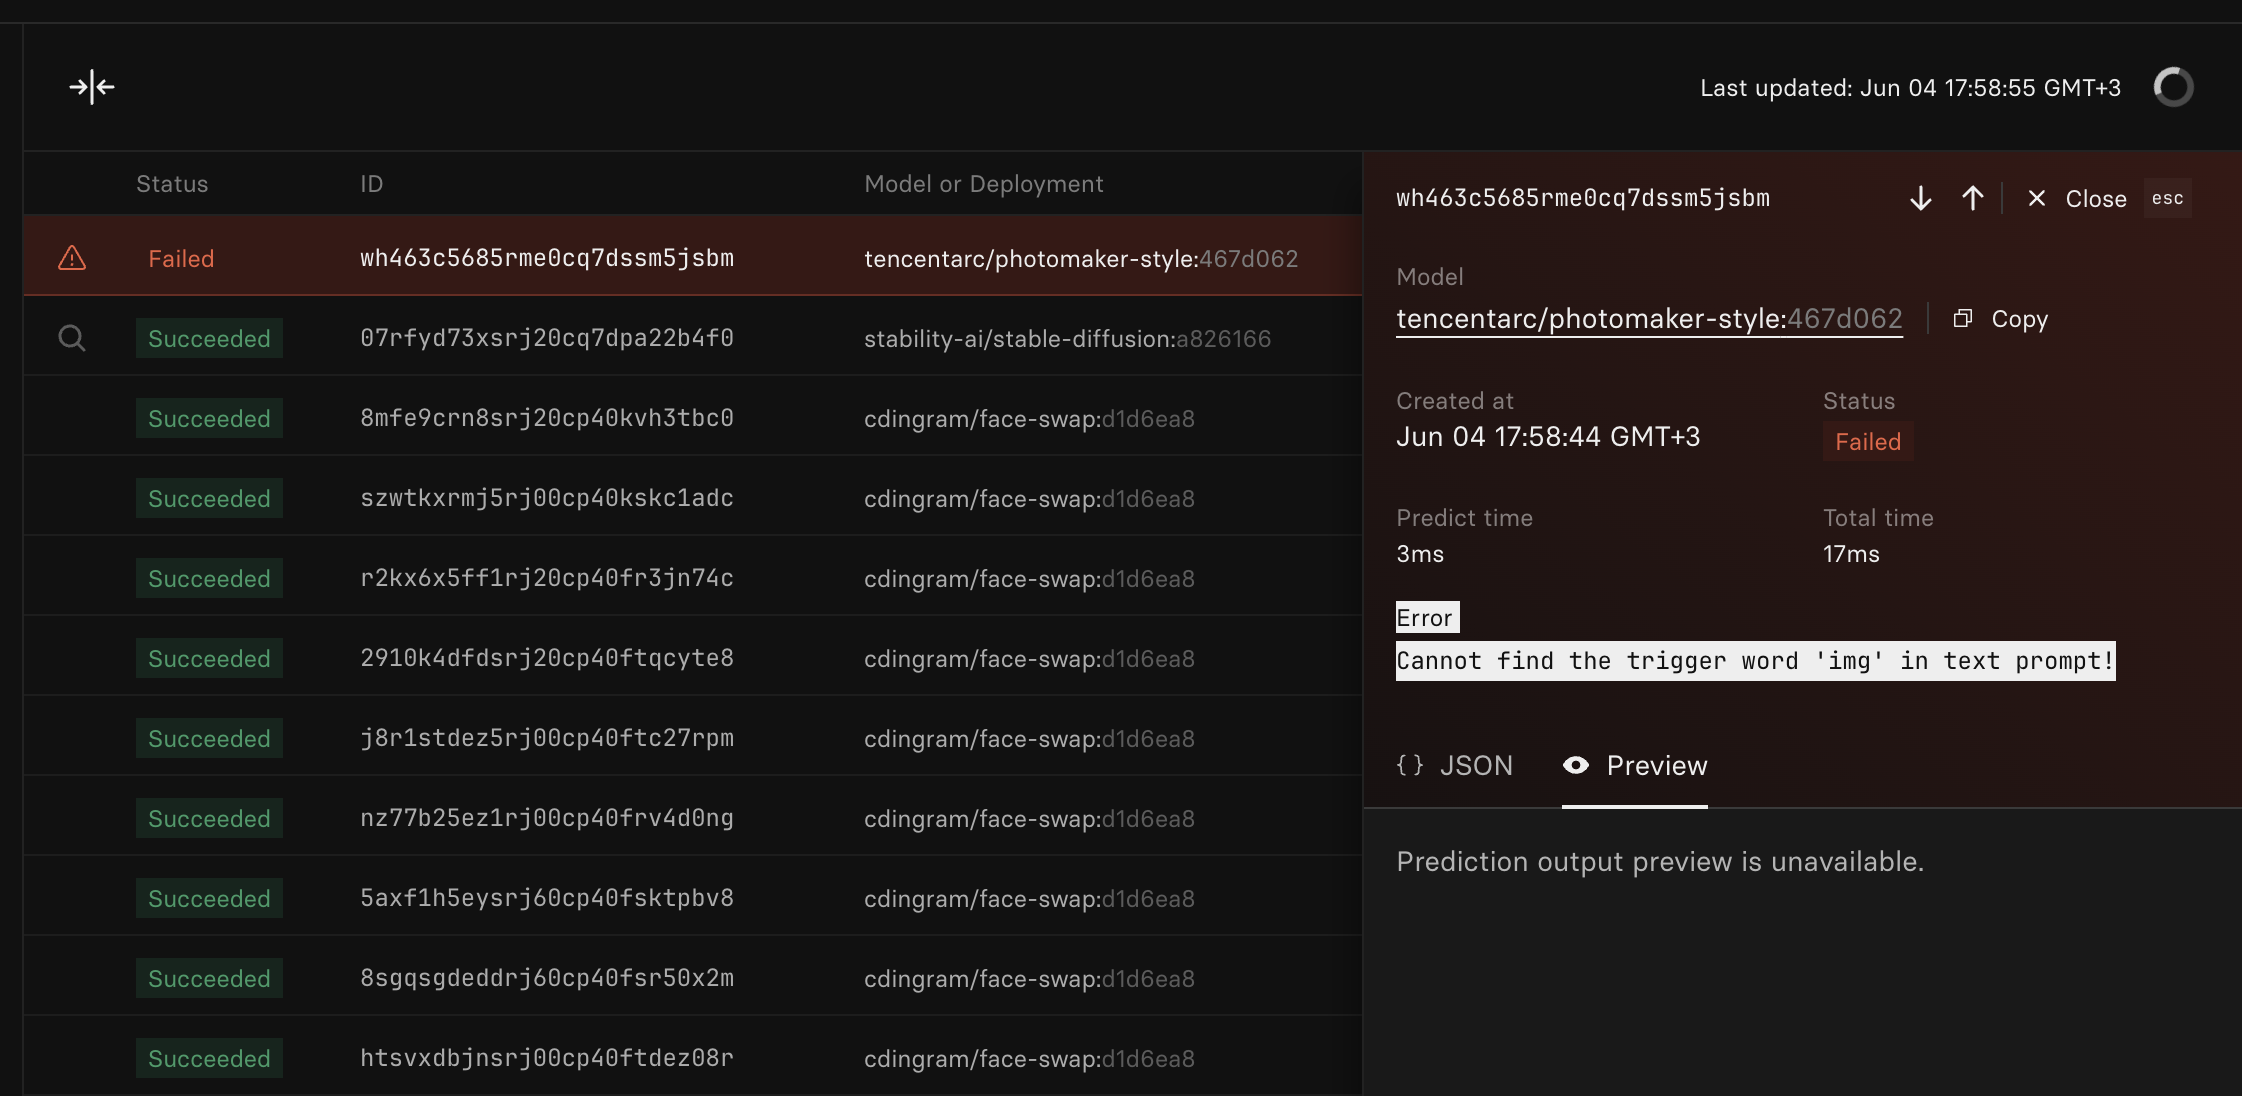 Last updated: Jun 04 17:58:55 GMT+3
Status ID Model or Deployment
Failed wh463c5685rme0cq7dssm5jsbm tencentarc/photomaker-style:467d062
Succeeded 07rfyd73xsrj20cq7dpa22b4f0 stability-ai/stable-diffusion:a826166
Succeeded 8mfe9crn8srj20cp40kvh3tbc0 cdingram/face-swap:d1d6ea8
Succeeded szwtkxrmj5rj00cp40kskc1adc cdingram/face-swap:d1d6ea8
Succeeded r2kx6x5ff1rj20cp40fr3jn74c cdingram/face-swap:d1d6ea8
Succeeded 2910k4dfdsrj20cp40ftqcyte8 cdingram/face-swap:d1d6ea8
Succeeded j8r1stdez5rj00cp40ftc27rpm cdingram/face-swap:d1d6ea8
Succeeded nz77b25ez1rj00cp40frv4d0ng cdingram/face-swap:d1d6ea8
Succeeded 5axf1h5eysrj60cp40fsktpbv8 cdingram/face-swap:d1d6ea8
Succeeded 8sgqsgdeddrj60cp40fsr50x2m cdingram/face-swap:d1d6ea8
Succeeded htsvxdbjnsrj00cp40ftdez08r cdingram/face-swap:d1d6ea8
wh463c5685rme0cq7dssm5jsbm Close esc
Model
tencentarc/photomaker-style:467d062 Copy
Created at Status
Jun 04 17:58:44 GMT+3 Failed
Predict time Total time
3ms 17ms
Error
Cannot find the trigger word 'img' in text prompt!
{} JSON Preview
Prediction output preview is unavailable.